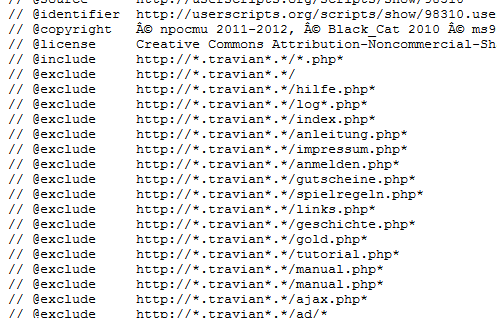 // @source http://userscripts.org/scripts/show/98310
// @identifier http://userscripts.org/scripts/show/98310.use
// @copyright Â© npocmu 2011-2012, Â© Black_Cat 2010 Â© ms9
// @license Creative Commons Attribution-Noncommercial-Sh
// @include http://*.travian*.*/*.php*
// @exclude http://*.travian*.*/
// @exclude http://*.travian*.*/hilfe.php*
// @exclude http://*.travian*.*/log*.php*
// @exclude http://*.travian*.*/index.php*
// @exclude http://*.travian*.*/anleitung.php*
// @exclude http://*.travian*.*/impressum.php*
// @exclude http://*.travian*.*/anmelden.php*
// @exclude http://*.travian*.*/gutscheine.php*
// @exclude http://*.travian*.*/spielregeln.php*
// @exclude http://*.travian*.*/links.php*
// @exclude http://*.travian*.*/geschichte.php*
// @exclude http://*.travian*.*/gold.php*
// @exclude http://*.travian*.*/tutorial.php*
// @exclude http://*.travian*.*/manual.php*
// @exclude http://*.travian*.*/manual.php*
// @exclude http://*.travian*.*/ajax.php*
// @exclude http://*.travian*.*/ad/*